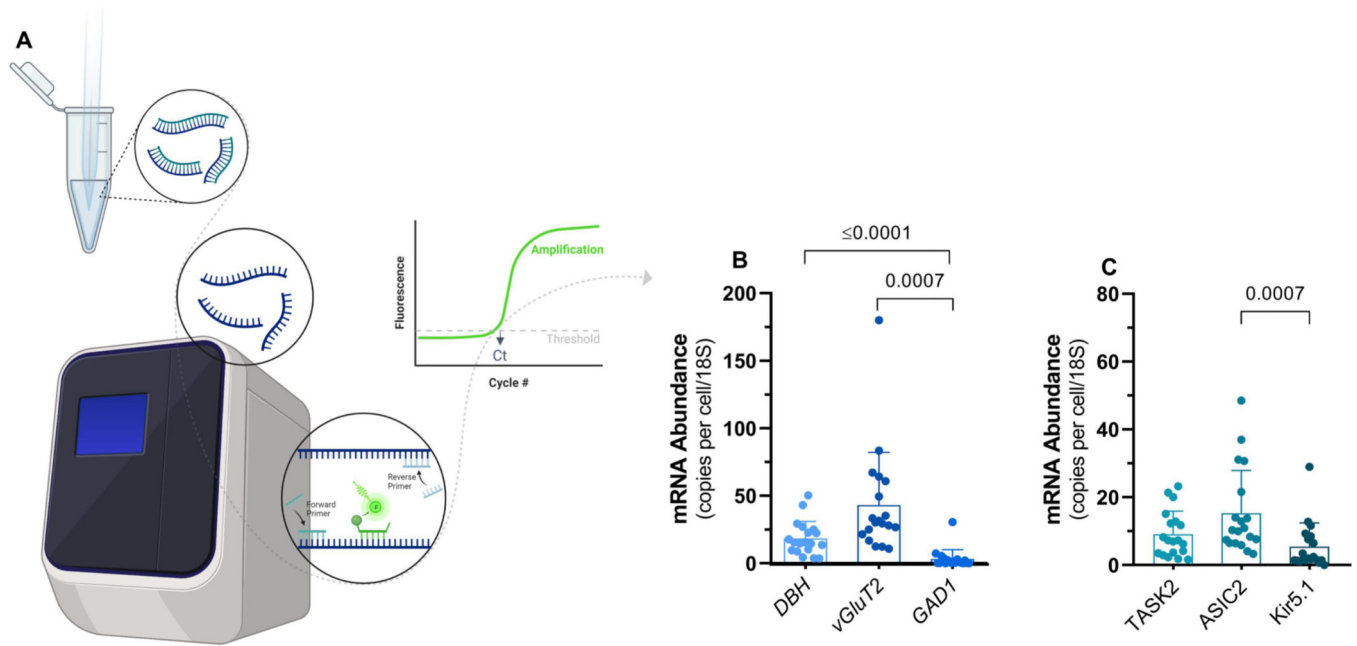 A
Forward
Primer
Reverse
Primer
Fluorescence
Amplification
Threshold
Ct
Cycle #
B
≤0.0001
0.0007
mRNA Abundance
(copies per cell/18S)
200
150
100
50
0
DBH
vGluT2
GAD1
C
0.0007
mRNA Abundance
(copies per cell/18S)
80
60
40
20
0
TASK2
ASIC2
Kir5.1